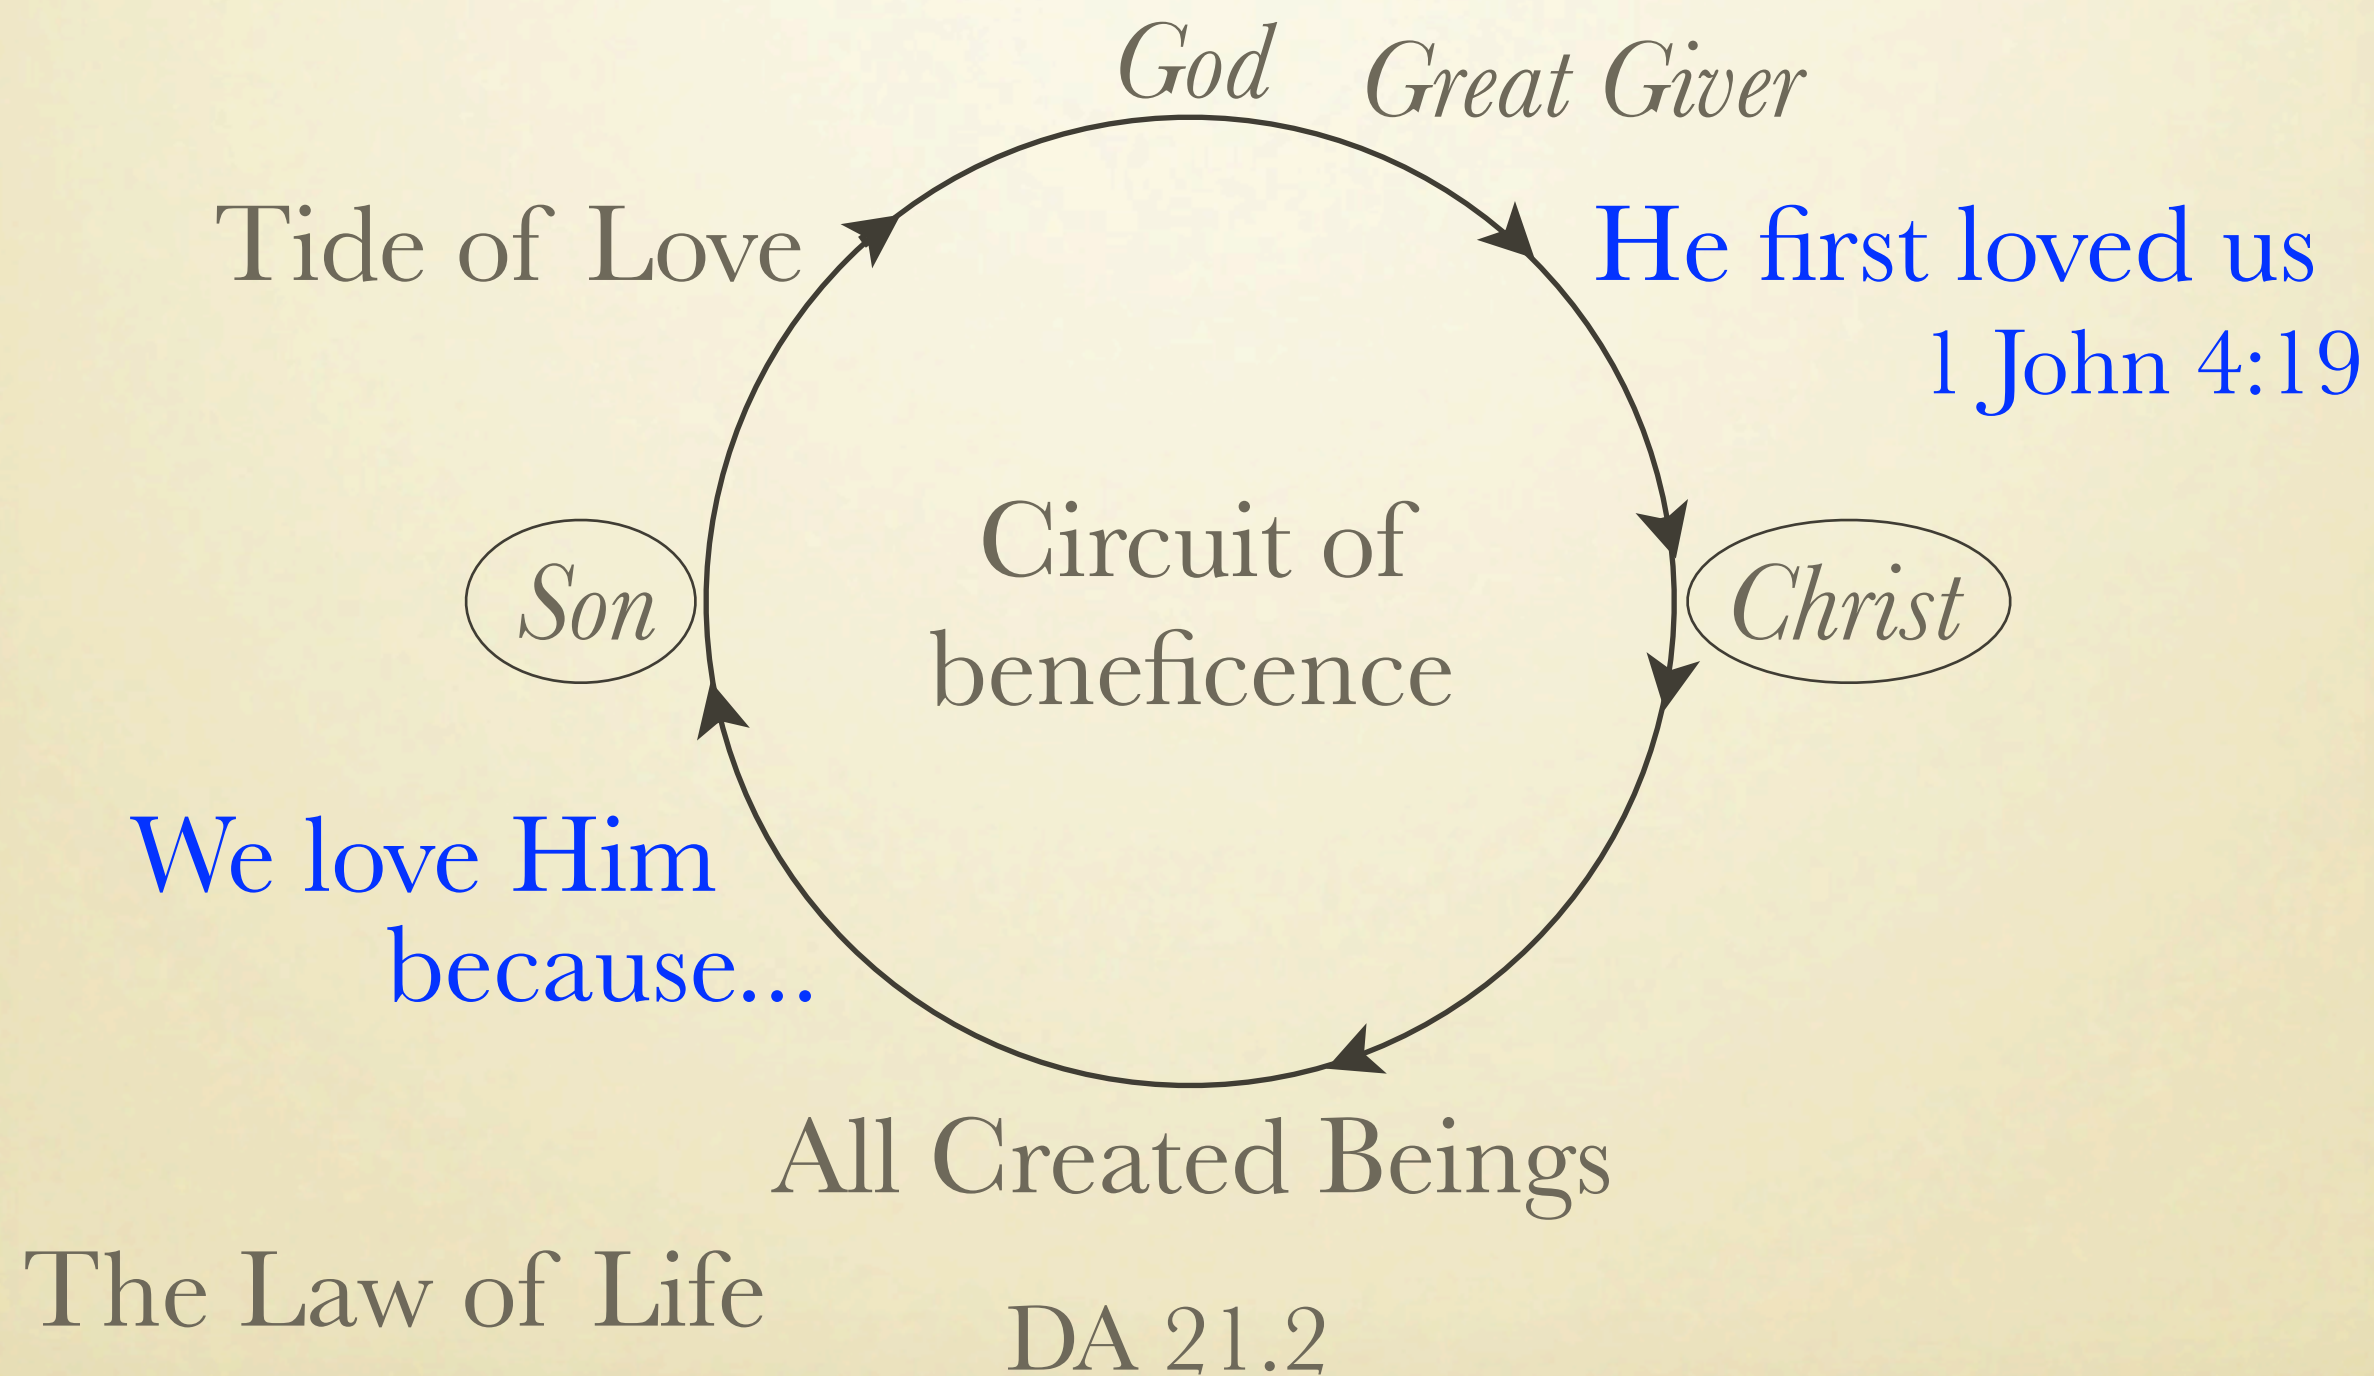 God
Great Giver
Tide of Love
He first loved us
1 John 4:19
Circuit of
beneficence
Son
Christ
We love Him
because...
All Created Beings
The Law of Life
DA 21.2